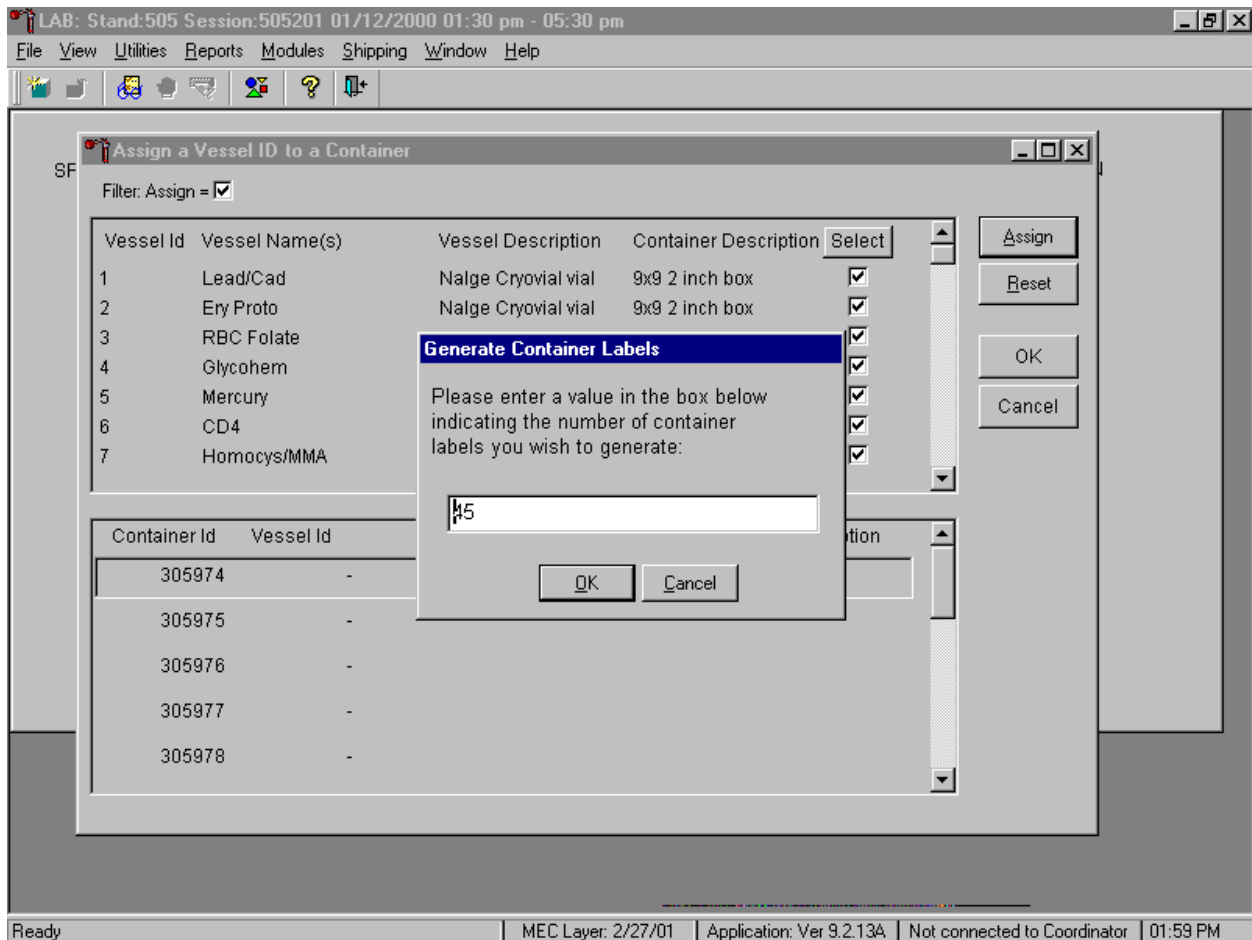 LAB: Stand:505 Session:505201 01/12/2000 01:30 pm - 05:30 pm
File View Utilities Reports Modules Shipping Window Help
Assign a Vessel ID to a Container
Filter: Assign =
Vessel Id Vessel Name(s) Vessel Description Container Description Select
1 Lead/Cad Nalge Cryovial vial 9x9 2 inch box
2 Ery Proto Nalge Cryovial vial 9x9 2 inch box
3 RBC Folate
4 Glycohem
5 Mercury
6 CD4
7 Homocys/MMA
Assign
Reset
OK
Cancel
Generate Container Labels
Please enter a value in the box below
indicating the number of container
labels you wish to generate:
45
OK Cancel
Container Id Vessel Id
305974 -
305975 -
305976 -
305977 -
305978 -
Ready MEC Layer: 2/27/01 Application: Ver 9.2.13A Not connected to Coordinator 01:59 PM